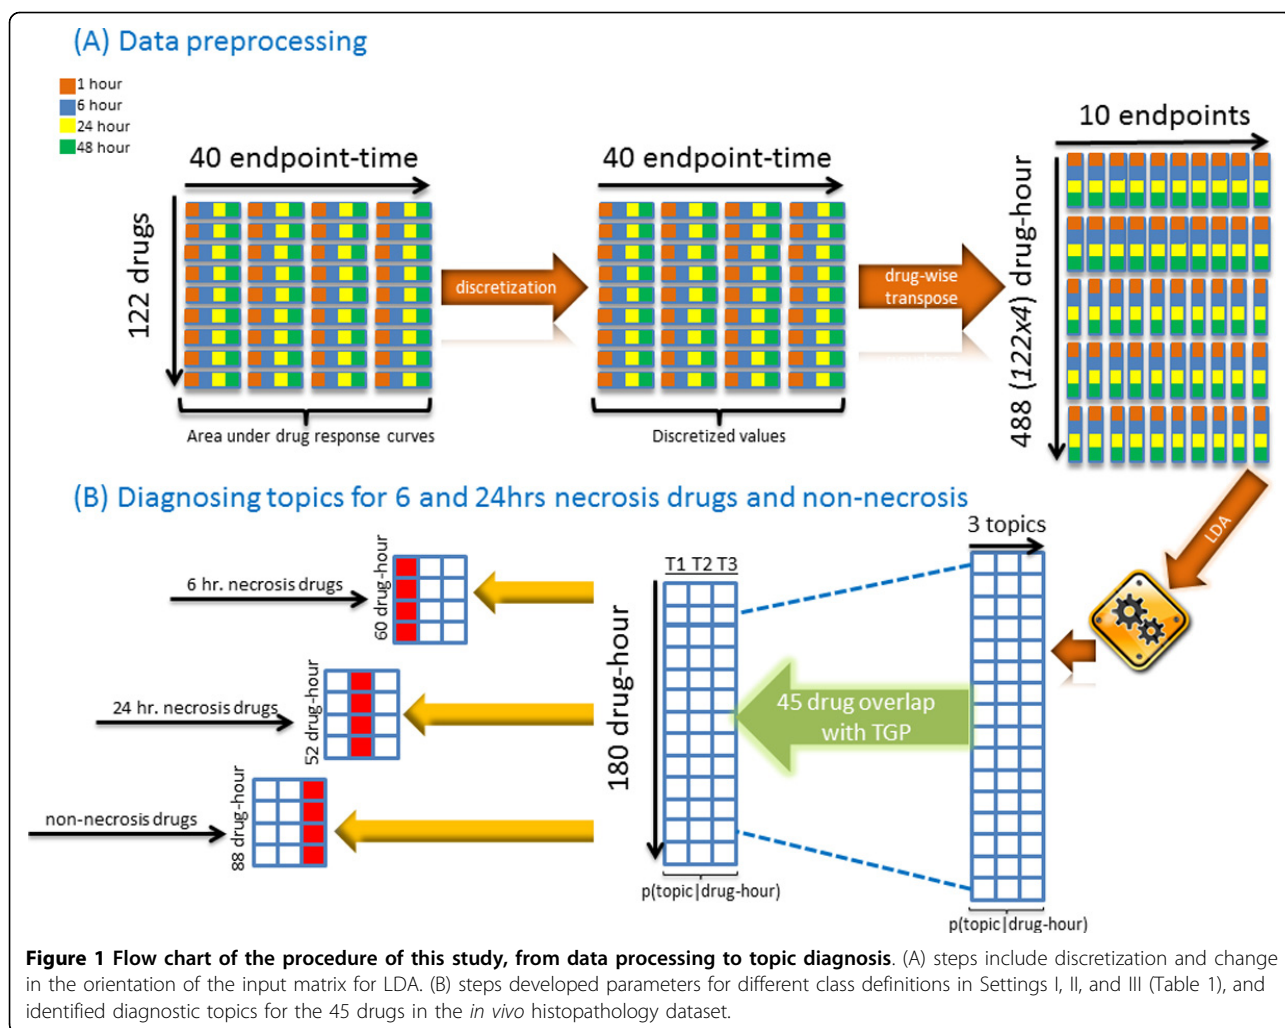 (A) Data preprocessing
1 hour
6 hour
24 hour
48 hour
40 endpoint-time
122 drugs
Area under drug response curves
discretization
40 endpoint-time
Discretized values
drug-wise
transpose
10 endpoints
488 (122x4) drug-hour
LDA
(B) Diagnosing topics for 6 and 24hrs necrosis drugs and non-necrosis
3 topics
p(topic|drug-hour)
45 drug overlap
with TGP
T1 T2 T3
180 drug-hour
p(topic|drug-hour)
6 hr. necrosis drugs
60 drug-hour
24 hr. necrosis drugs
52 drug-hour
non-necrosis drugs
88 drug-hour
Figure 1 Flow chart of the procedure of this study, from data processing to topic diagnosis. (A) steps include discretization and change
in the orientation of the input matrix for LDA. (B) steps developed parameters for different class definitions in Settings I, II, and III (Table 1), and
identified diagnostic topics for the 45 drugs in the in vivo histopathology dataset.